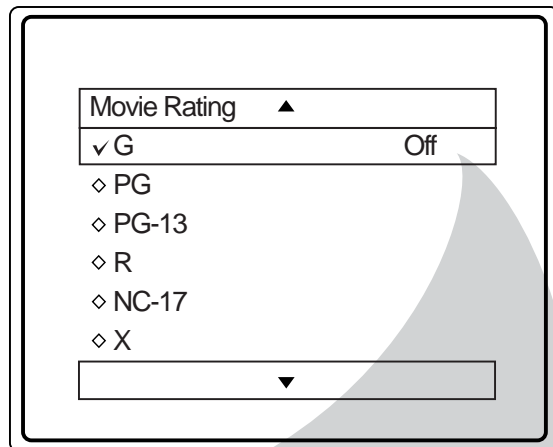 Movie Rating ▲
✓ G Off
◇ PG
◇ PG-13
◇ R
◇ NC-17
◇ X
▼